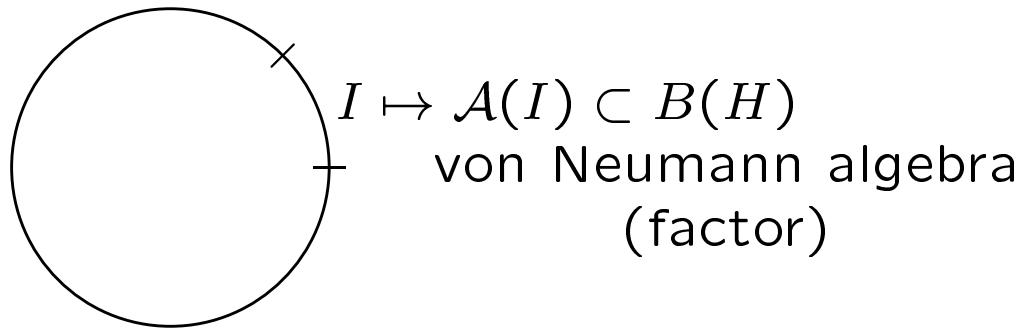 I ↦ 𝒜(I) ⊂ B(H)
von Neumann algebra
(factor)